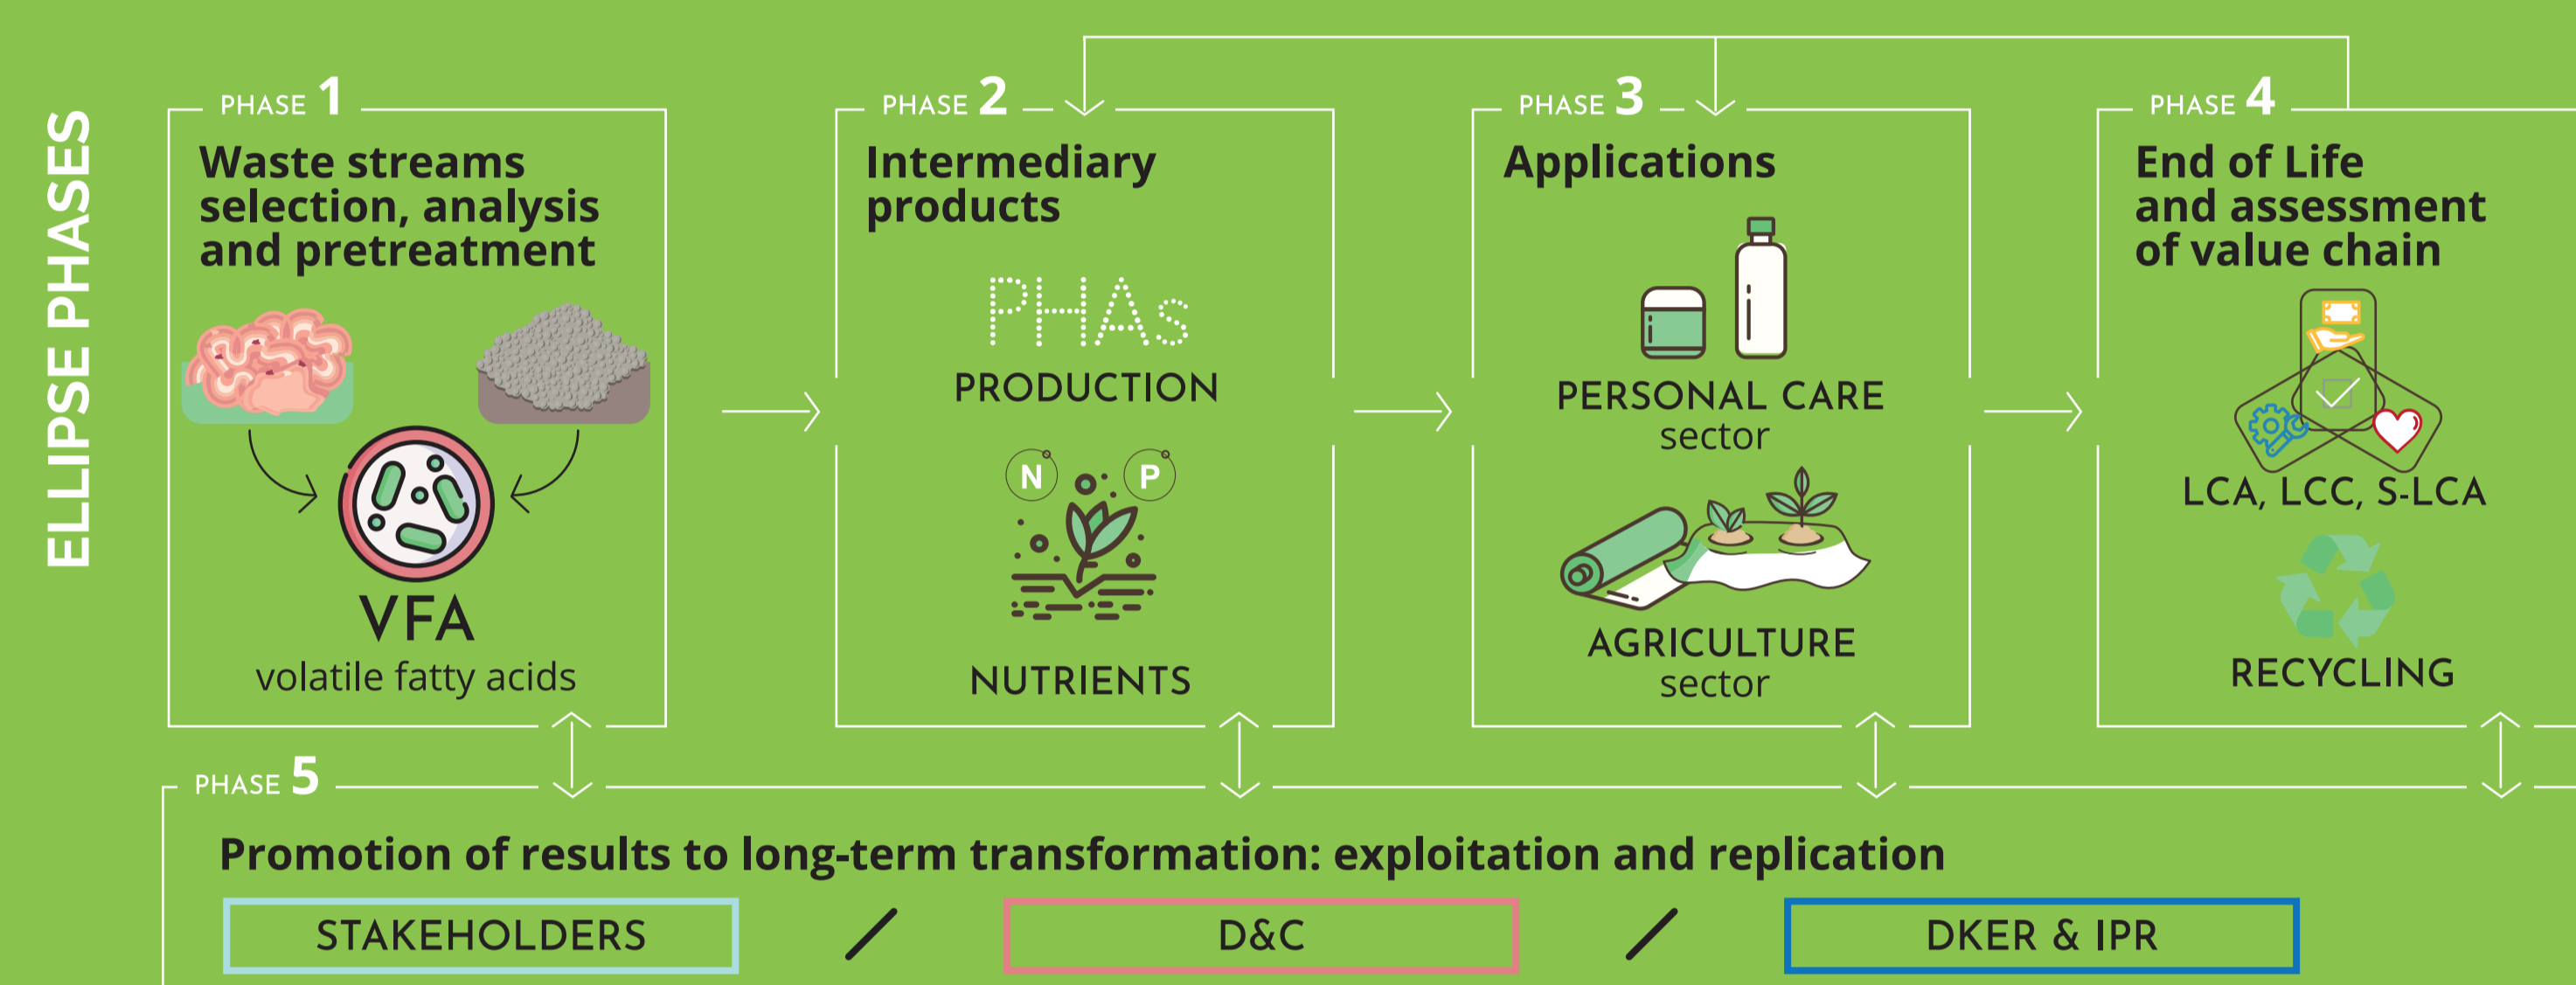 ELLIPSE PHASES
PHASE 1
Waste streams
selection, analysis
and pretreatment
VFA
volatile fatty acids
PHASE 2
Intermediary
products
PHAs
PRODUCTION
N P
NUTRIENTS
PHASE 3
Applications
PERSONAL CARE
sector
AGRICULTURE
sector
PHASE 4
End of Life
and assessment
of value chain
LCA, LCC, S-LCA
RECYCLING
PHASE 5
Promotion of results to long-term transformation: exploitation and replication
STAKEHOLDERS / D&C / DKER & IPR